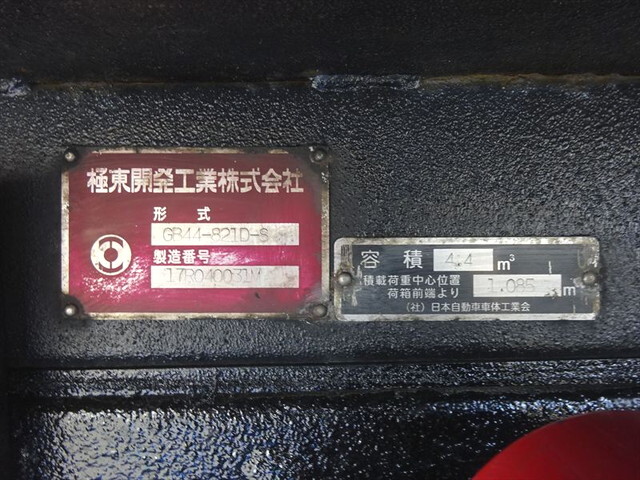 極東開発工業株式会社
形式
GB44-821D-S
製造番号
17R040031M
容積 4.4 m³
積載荷重中心位置
荷箱前端より 1.085 m
(社)日本自動車車体工業会